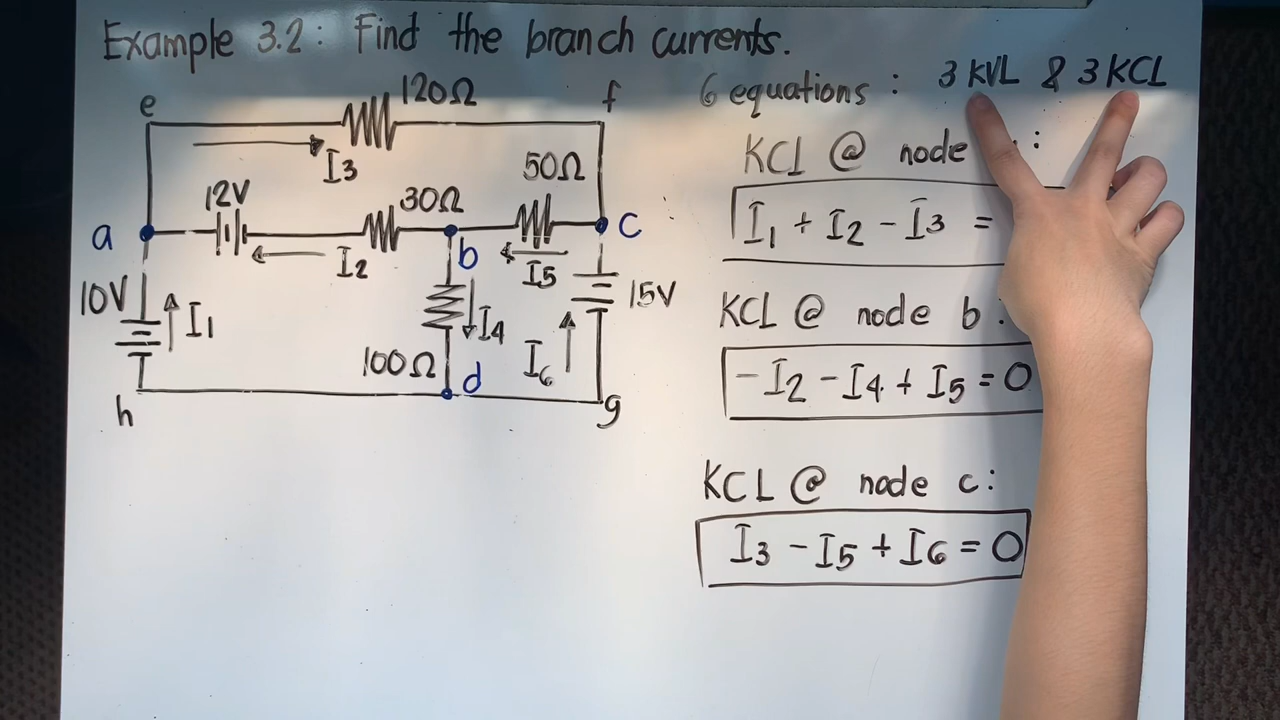 Example 3.2: Find the branch currents.
6 equations : 3 KVL & 3 KCL
e
120Ω
f
I3
12V
30Ω
50Ω
a
b
c
I2
I5
10V
I1
I4
15V
100Ω
I6
d
h
g
KCL @ node :
I1 + I2 - I3 =
KCL @ node b :
- I2 - I4 + I5 = 0
KCL @ node c :
I3 - I5 + I6 = 0